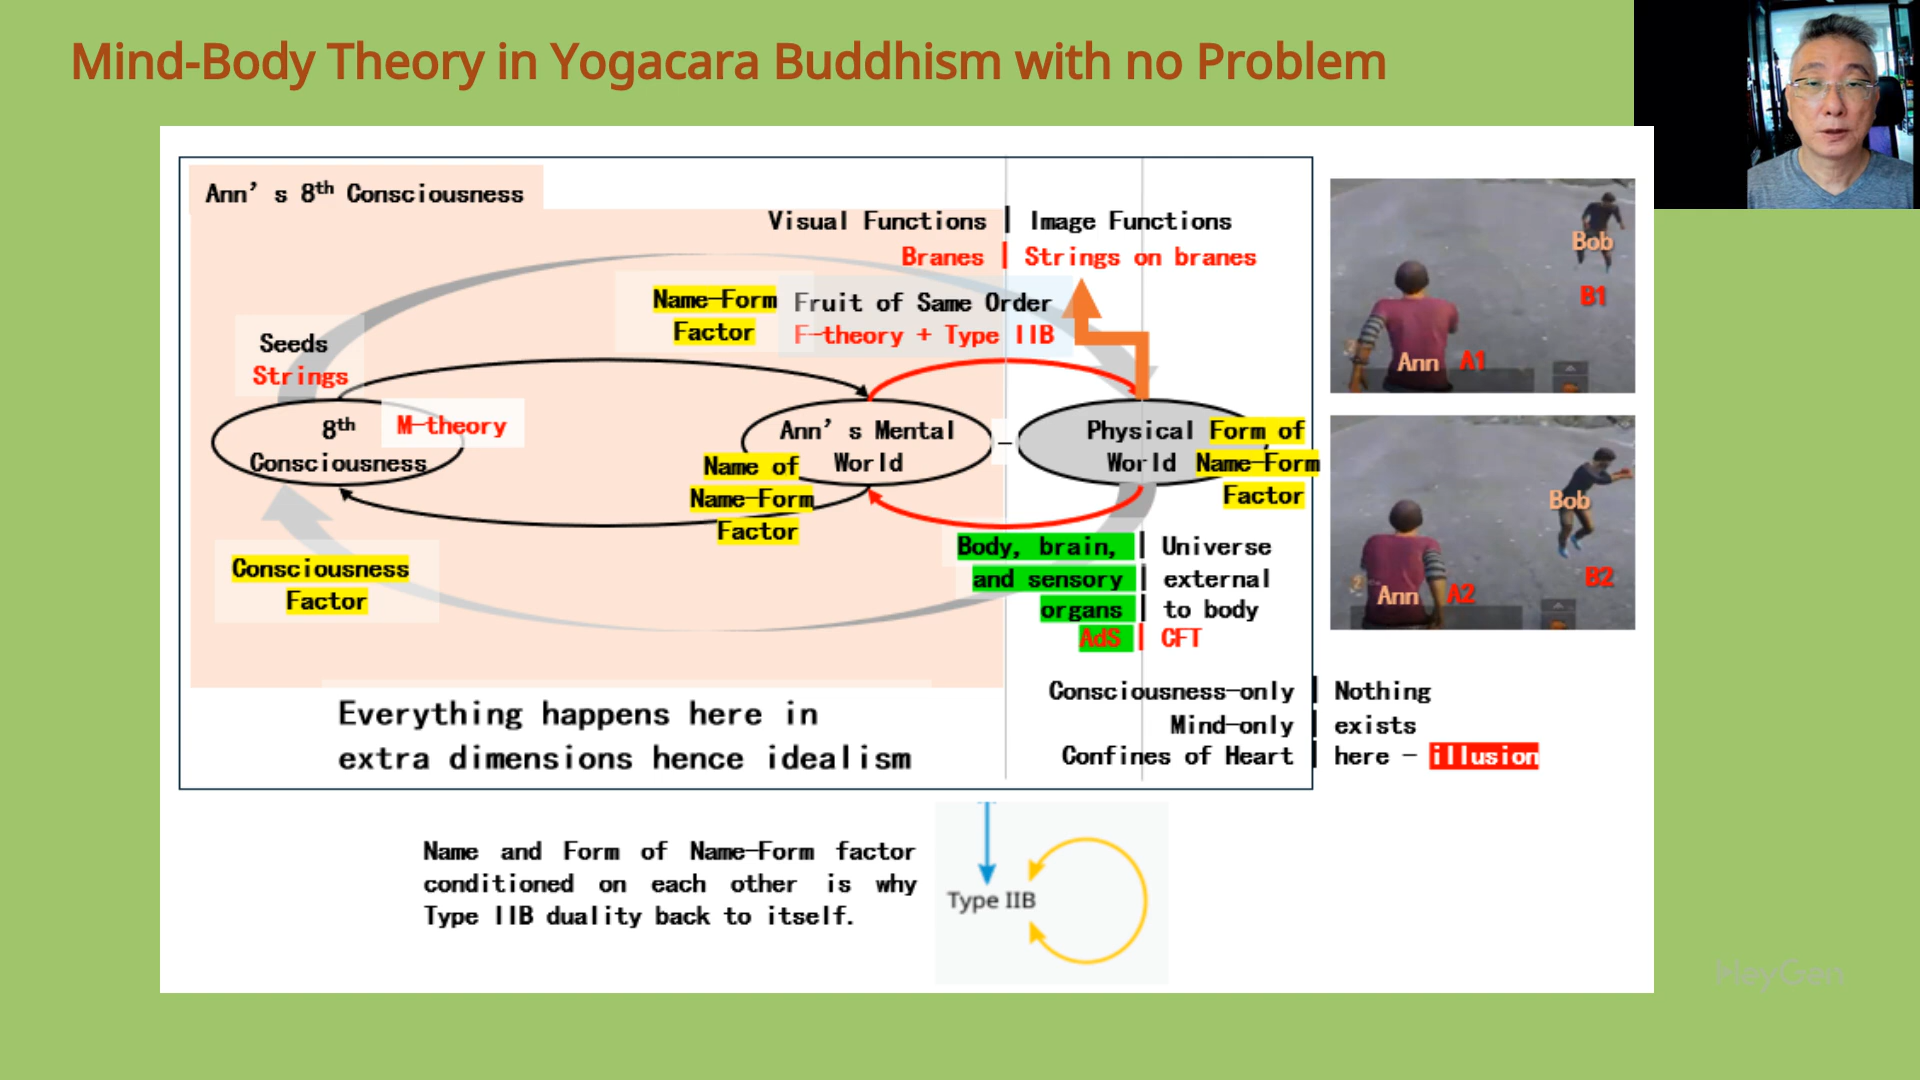 Mind-Body Theory in Yogacara Buddhism with no Problem
Ann’s 8th Consciousness
Visual Functions | Image Functions
Branes | Strings on branes
Name-Form
Factor
Fruit of Same Order
F-theory + Type IIB
Seeds
Strings
8th
Consciousness
M-theory
Ann’s Mental
World
Name of
Name-Form
Factor
Physical
World
Form of
Name-Form
Factor
Consciousness
Factor
Body, brain, | Universe
and sensory | external
organs | to body
AdS | CFT
Everything happens here in
extra dimensions hence idealism
Consciousness-only | Nothing
Mind-only | exists
Confines of Heart | here - illusion
Name and Form of Name-Form factor
conditioned on each other is why
Type IIB duality back to itself.
Type IIB
Bob
B1
Ann A1
Bob
B2
Ann A2
HeyGen